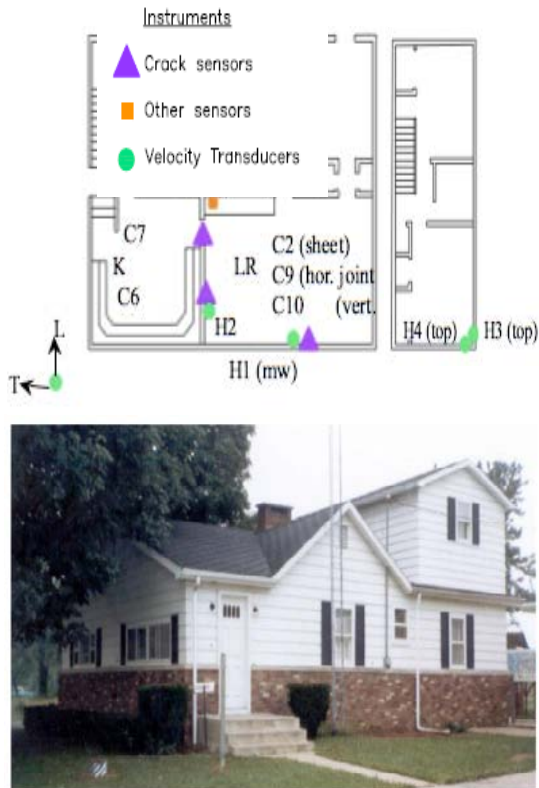 Instruments
Crack sensors
Other sensors
Velocity Transducers
C7
K
C6
LR
C2 (sheet)
C9 (hor. joint
C10 (vert.
H2
H1 (mw)
H4 (top)
H3 (top)
L
T